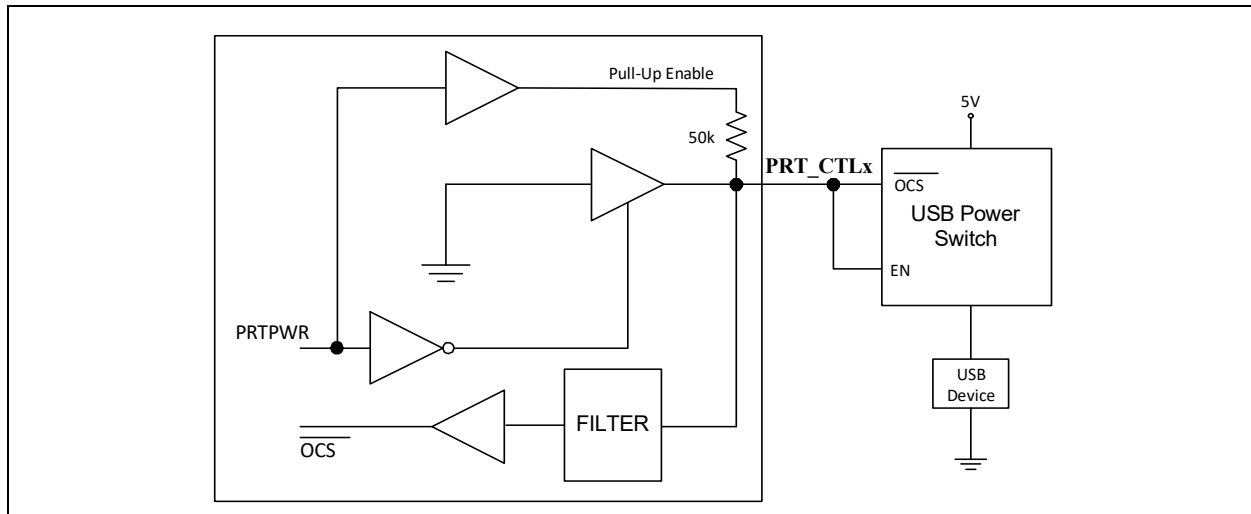 Pull-Up Enable
5V
50k
PRT_CTLx
OCS
USB Power
Switch
EN
PRTPWR
USB
Device
FILTER
OCS